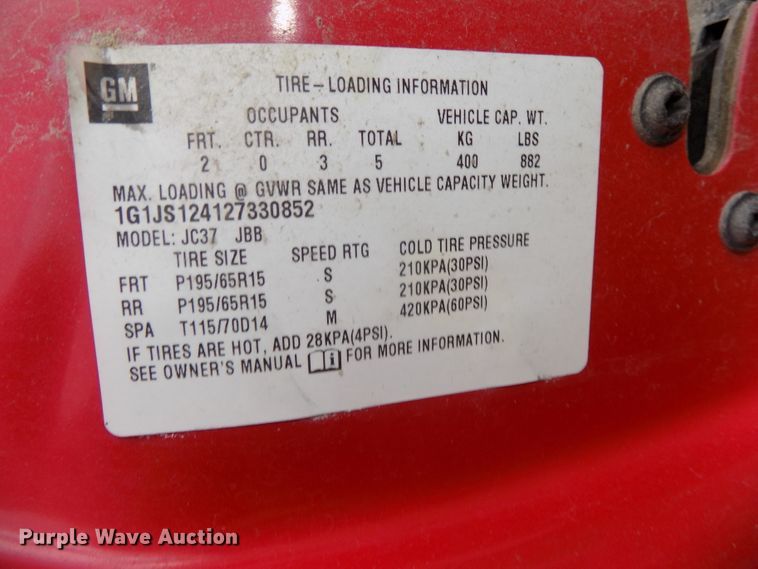 GM
TIRE–LOADING INFORMATION
OCCUPANTS VEHICLE CAP. WT.
FRT. CTR. RR. TOTAL KG LBS
2 0 3 5 400 882
MAX. LOADING @ GVWR SAME AS VEHICLE CAPACITY WEIGHT.
1G1JS124127330852
MODEL: JC37 JBB
TIRE SIZE SPEED RTG COLD TIRE PRESSURE
FRT P195/65R15 S 210KPA(30PSI)
RR P195/65R15 S 210KPA(30PSI)
SPA T115/70D14 M 420KPA(60PSI)
IF TIRES ARE HOT, ADD 28KPA(4PSI).
SEE OWNER'S MANUAL i FOR MORE INFORMATION.
Purple Wave Auction